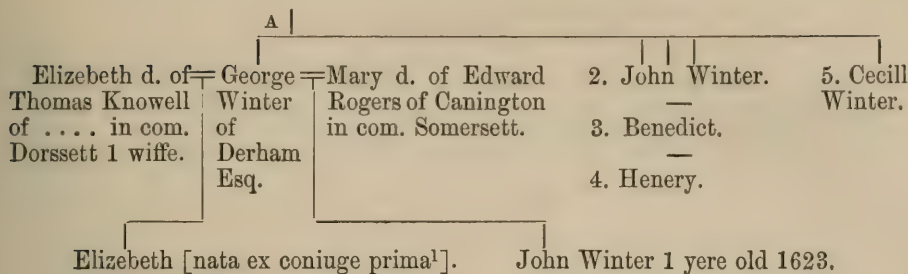 A
Elizebeth d. of
Thomas Knowell
of .... in com.
Dorssett 1 wiffe.
George
Winter
of
Derham
Esq.
Mary d. of Edward
Rogers of Canington
in com. Somersett.
2. John Winter.
3. Benedict.
4. Henery.
5. Cecill
Winter.
Elizebeth [nata ex coniuge prima¹].
John Winter 1 yere old 1623.